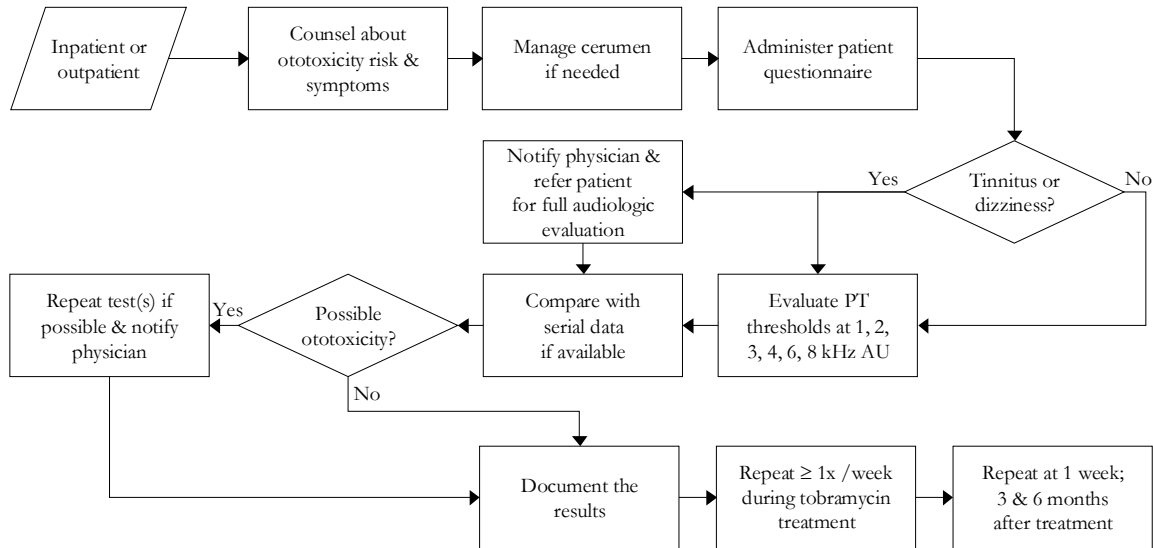 Inpatient or
outpatient
Counsel about
ototoxicity risk &
symptoms
Manage cerumen
if needed
Administer patient
questionnaire
Tinnitus or
dizziness?
Yes
No
Notify physician &
refer patient
for full audiologic
evaluation
Evaluate PT
thresholds at 1, 2,
3, 4, 6, 8 kHz AU
Compare with
serial data
if available
Possible
ototoxicity?
Yes
No
Repeat test(s) if
possible & notify
physician
Document the
results
Repeat ≥ 1x /week
during tobramycin
treatment
Repeat at 1 week;
3 & 6 months
after treatment